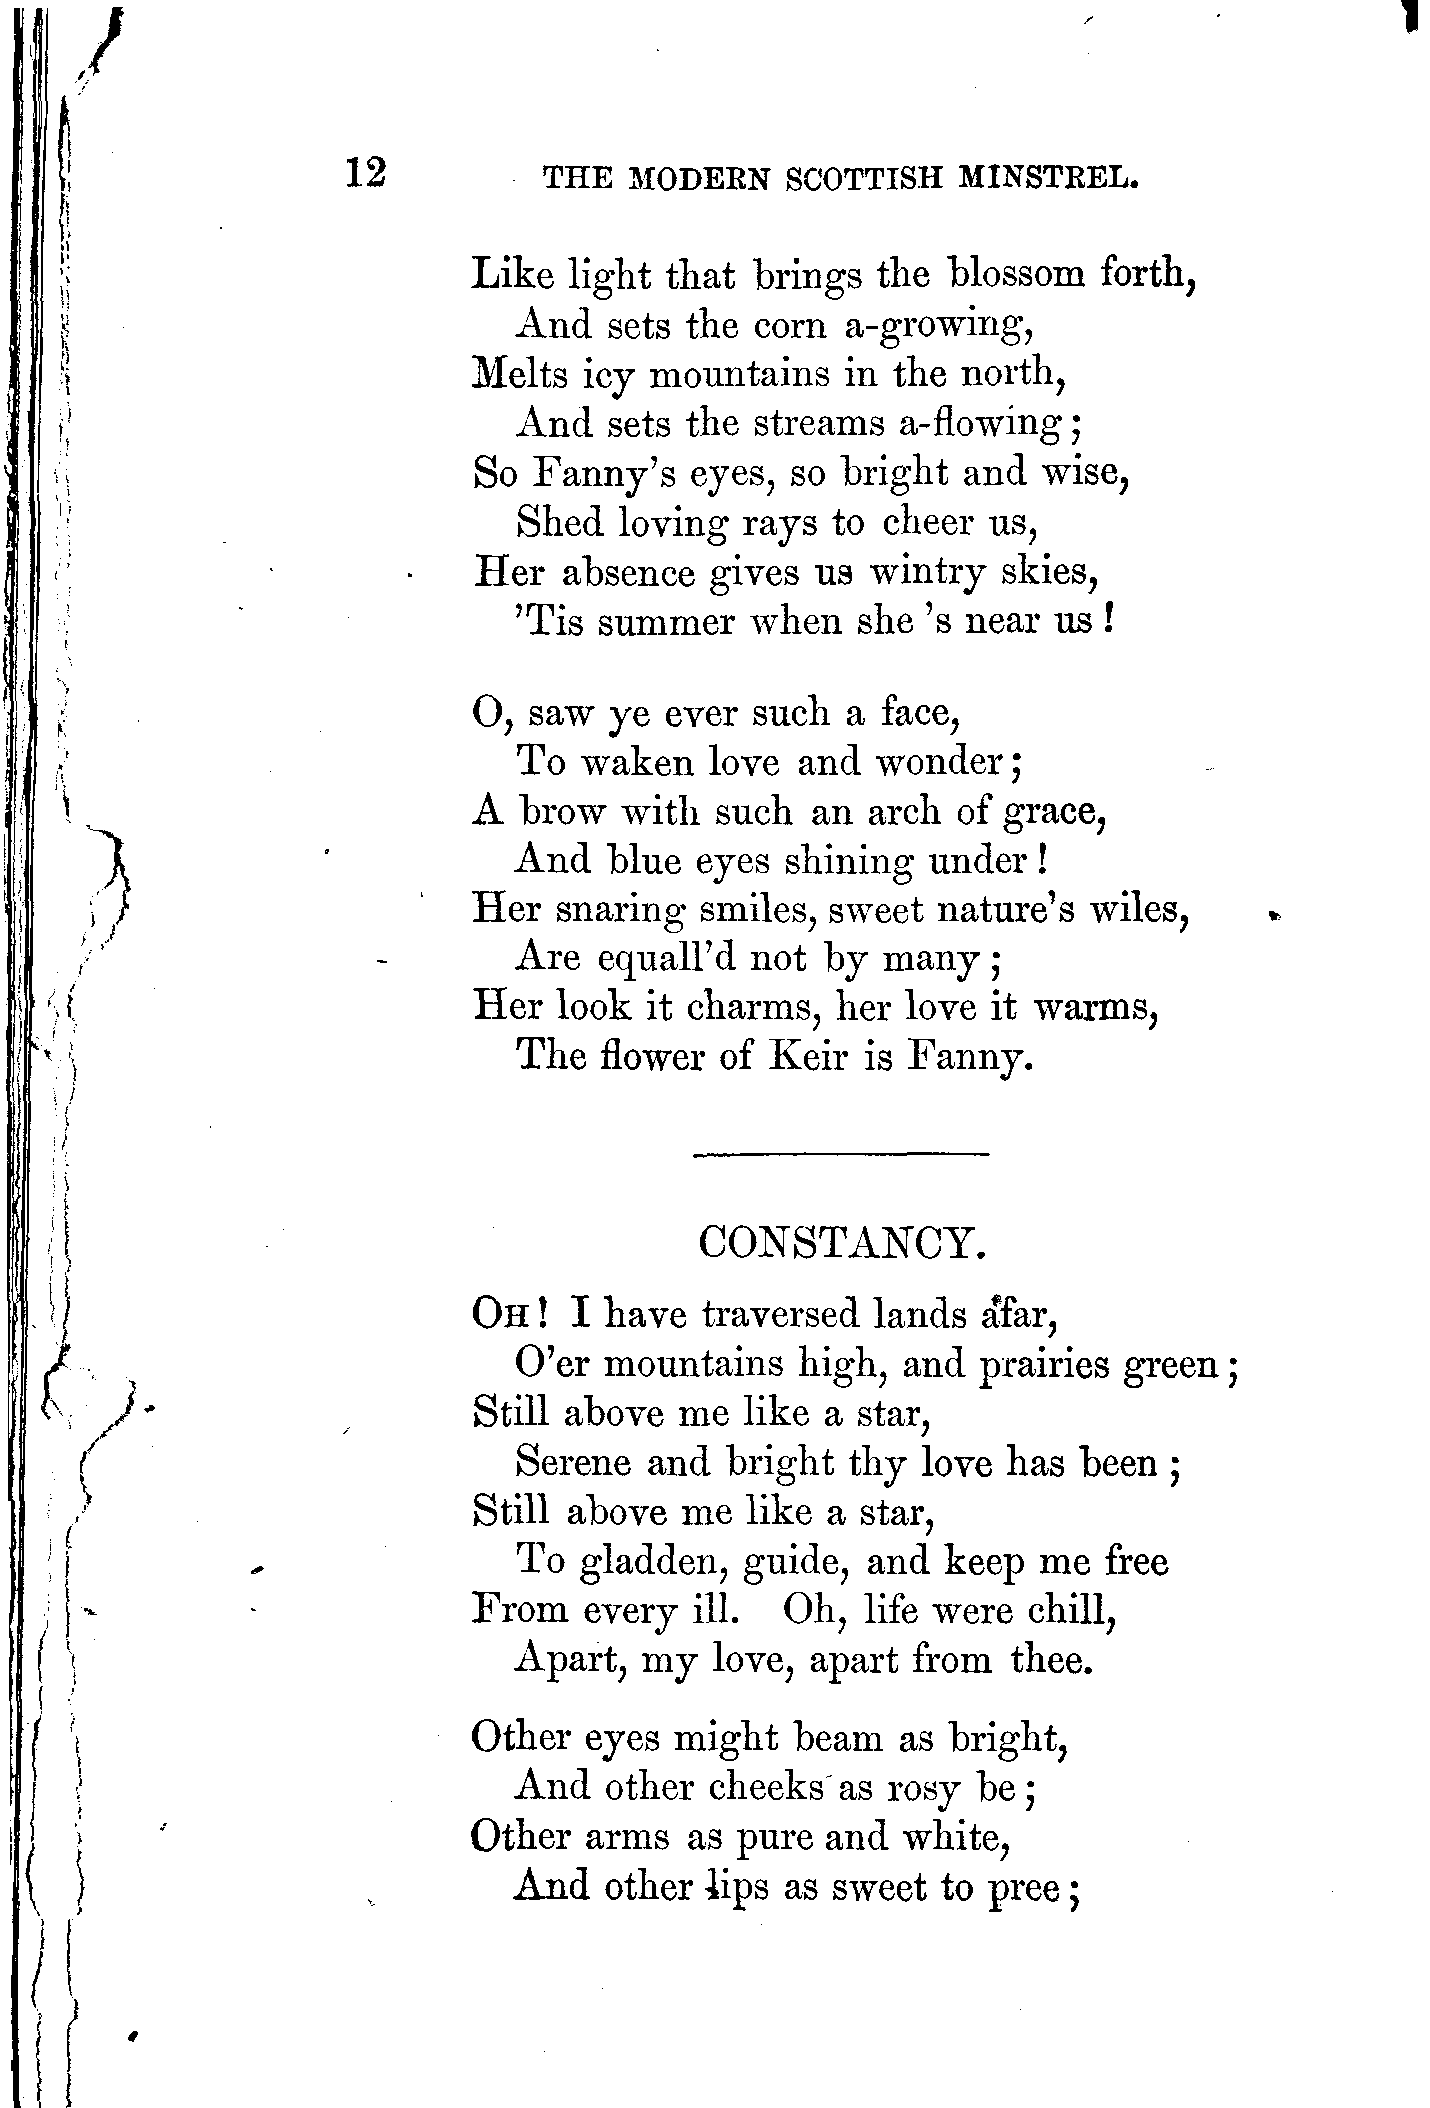 12 THE MODERN SCOTTISH MINSTREL.
Like light that brings the blossom forth,
And sets the corn a-growing,
Melts icy mountains in the north,
And sets the streams a-flowing;
So Fanny's eyes, so bright and wise,
Shed loving rays to cheer us,
Her absence gives us wintry skies,
'Tis summer when she 's near us!
O, saw ye ever such a face,
To waken love and wonder;
A brow with such an arch of grace,
And blue eyes shining under!
Her snaring smiles, sweet nature's wiles,
Are equall'd not by many;
Her look it charms, her love it warms,
The flower of Keir is Fanny.
CONSTANCY.
OH! I have traversed lands afar,
O'er mountains high, and prairies green;
Still above me like a star,
Serene and bright thy love has been;
Still above me like a star,
To gladden, guide, and keep me free
From every ill. Oh, life were chill,
Apart, my love, apart from thee.
Other eyes might beam as bright,
And other cheeks as rosy be;
Other arms as pure and white,
And other lips as sweet to pree;